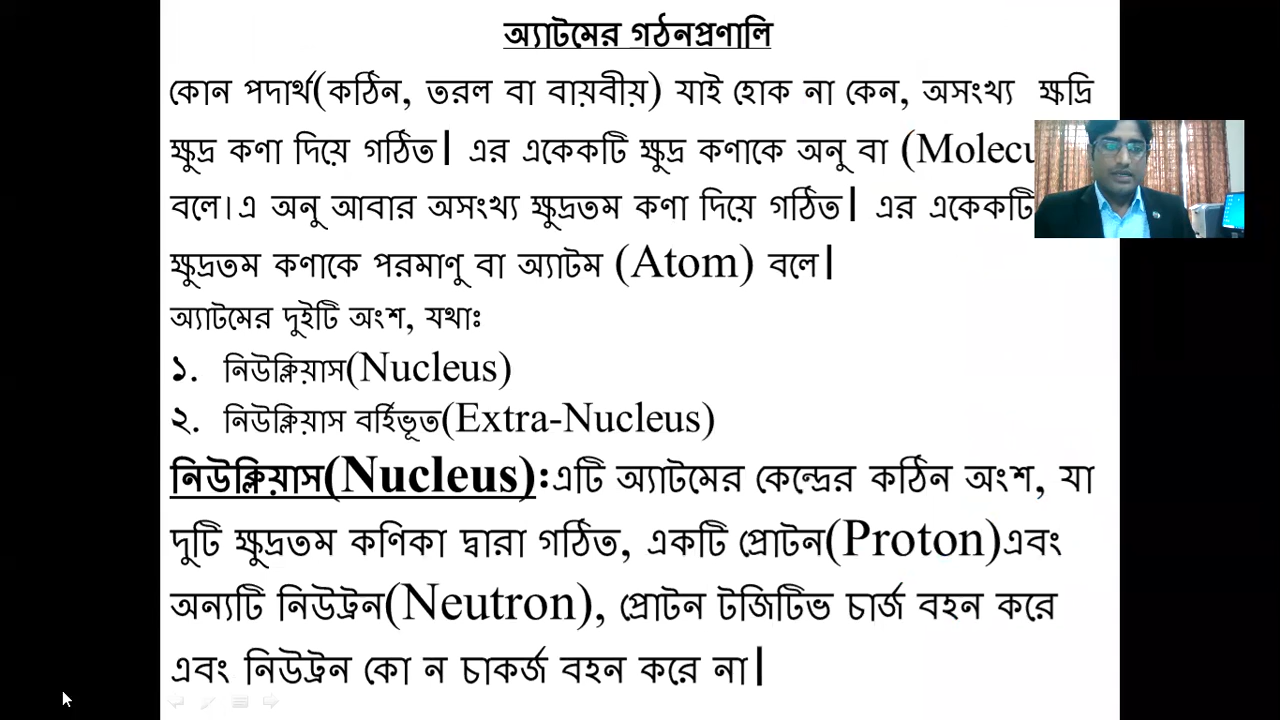 অ্যাটমের গঠনপ্রণালি
কোন পদার্থ(কঠিন, তরল বা বায়বীয়) যাই হোক না কেন, অসংখ্য ক্ষদ্রি
ক্ষুদ্র কণা দিয়ে গঠিত| এর একেকটি ক্ষুদ্র কণাকে অনু বা (Molecu
বলে।এ অনু আবার অসংখ্য ক্ষুদ্রতম কণা দিয়ে গঠিত| এর একেকটি
ক্ষুদ্রতম কণাকে পরমাণু বা অ্যাটম (Atom) বলে|
অ্যাটমের দুইটি অংশ, যথাঃ
১. নিউক্লিয়াস(Nucleus)
২. নিউক্লিয়াস বর্হিভূত(Extra-Nucleus)
নিউক্লিয়াস(Nucleus)ঃএটি অ্যাটমের কেন্দ্রের কঠিন অংশ, যা
দুটি ক্ষুদ্রতম কণিকা দ্বারা গঠিত, একটি প্রোটন(Proton)এবং
অন্যটি নিউট্রন(Neutron), প্রোটন টজিটিভ চার্জ বহন করে
এবং নিউট্রন কো ন চাকর্জ বহন করে না|